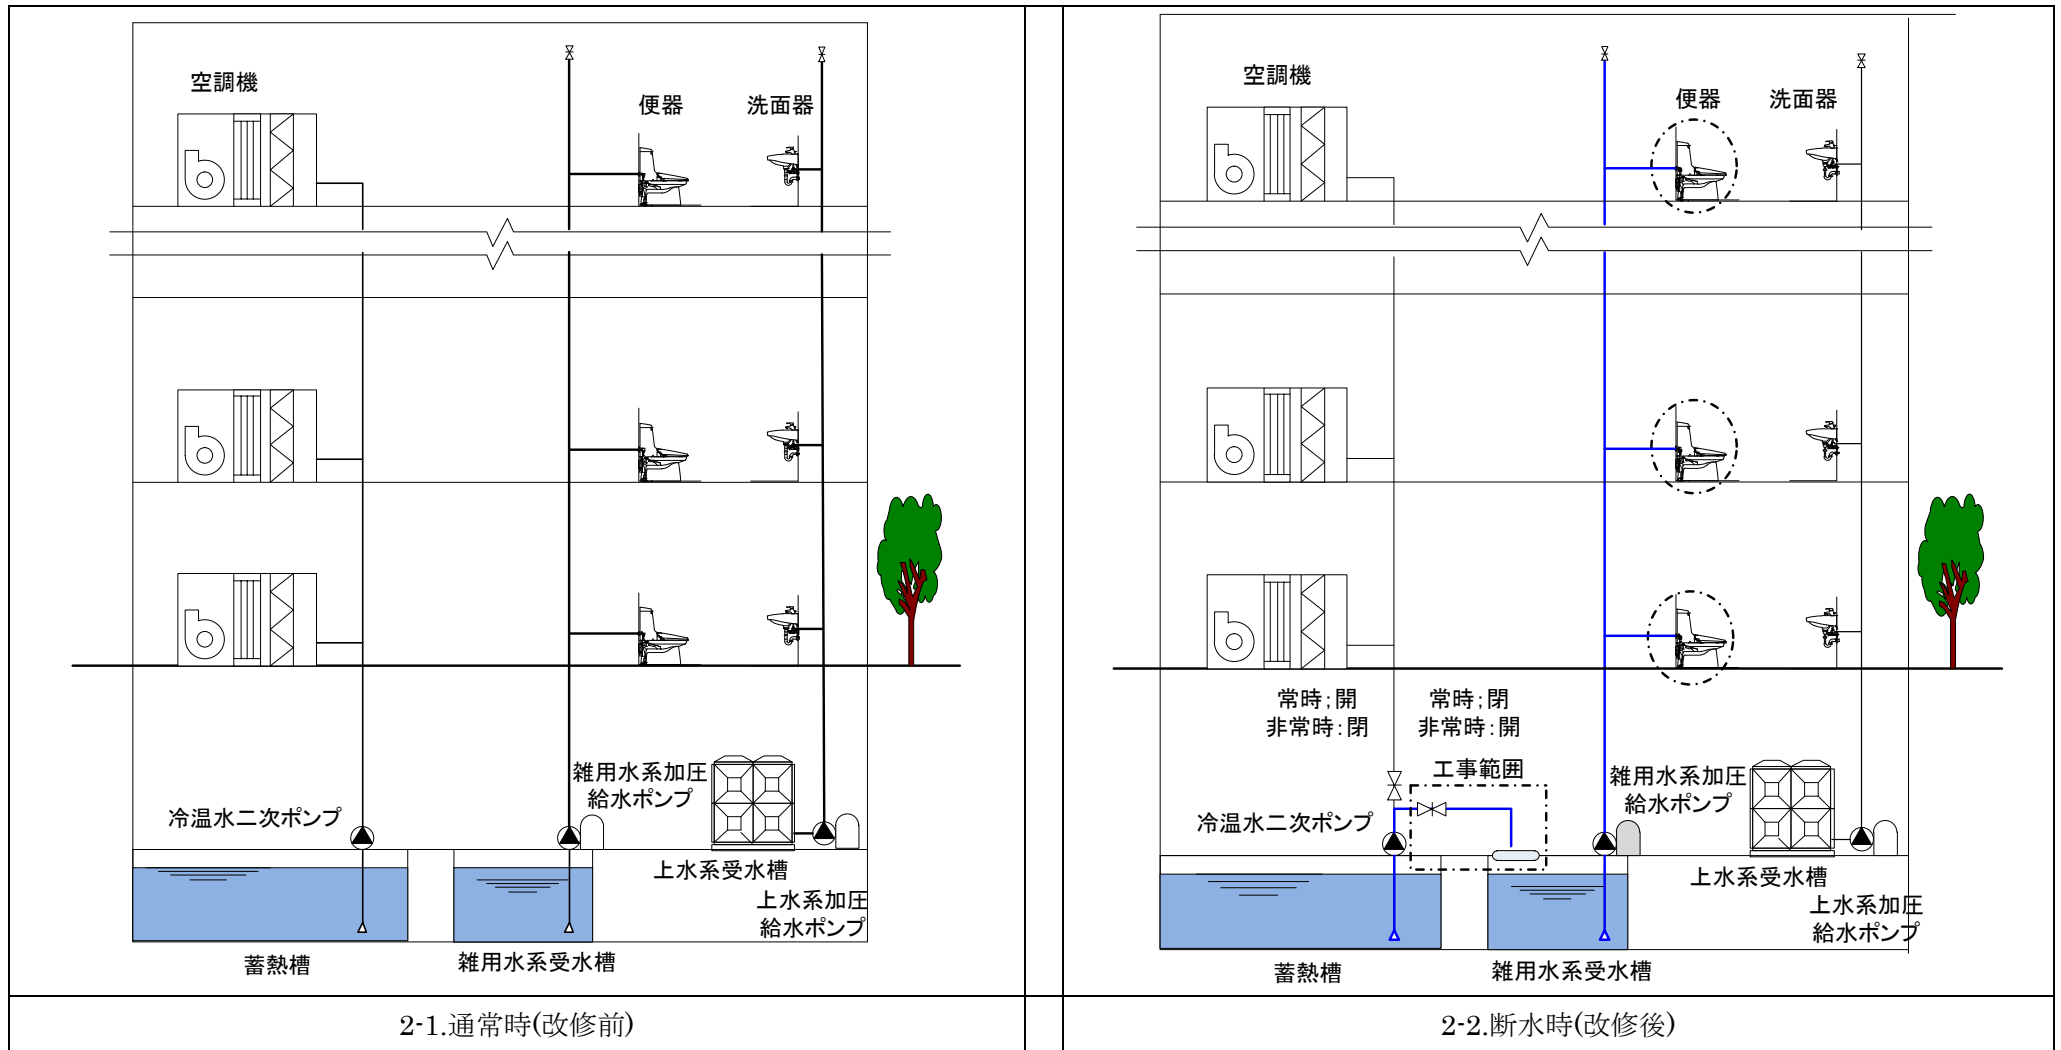 空調機
便器
洗面器
冷温水二次ポンプ
雑用水系加圧
給水ポンプ
上水系受水槽
上水系加圧
給水ポンプ
蓄熱槽
雑用水系受水槽
2-1.通常時(改修前)
空調機
便器
洗面器
常時;開
非常時:閉
常時;閉
非常時:開
工事範囲
冷温水二次ポンプ
雑用水系加圧
給水ポンプ
上水系受水槽
上水系加圧
給水ポンプ
蓄熱槽
雑用水系受水槽
2-2.断水時(改修後)